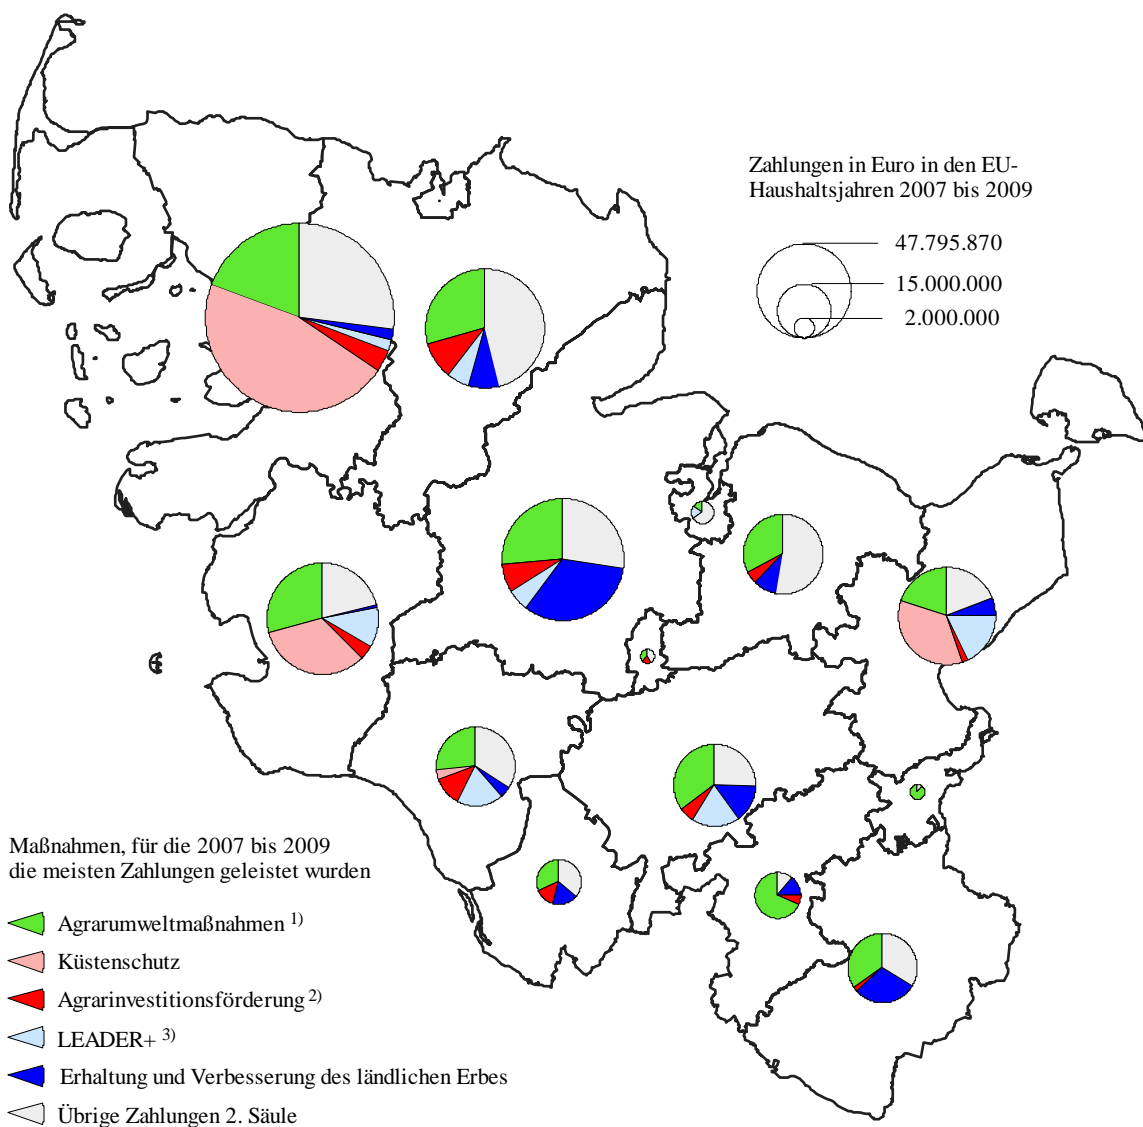 Zahlungen in Euro in den EU-
Haushaltsjahren 2007 bis 2009
47.795.870
15.000.000
2.000.000
Maßnahmen, für die 2007 bis 2009
die meisten Zahlungen geleistet wurden
Agrarumweltmaßnahmen 1)
Küstenschutz
Agrarinvestitionsförderung 2)
LEADER+ 3)
Erhaltung und Verbesserung des ländlichen Erbes
Übrige Zahlungen 2. Säule